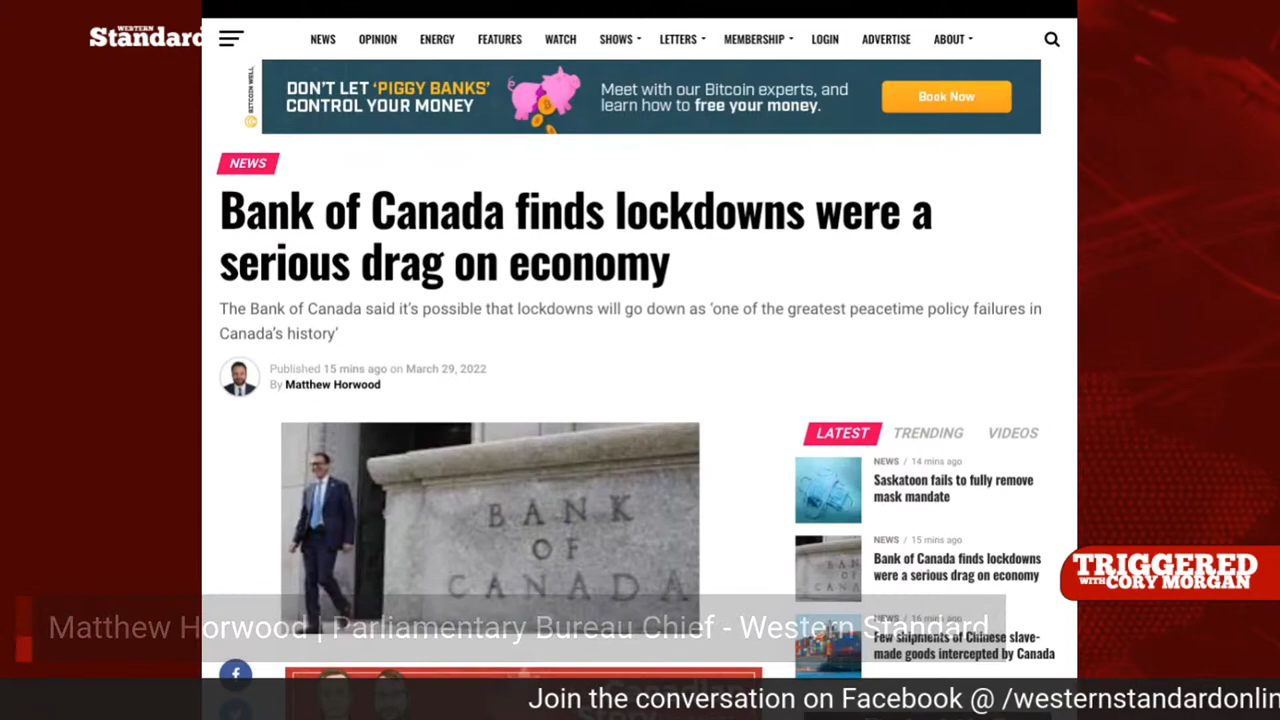 WESTERN
Standard
NEWS OPINION ENERGY FEATURES WATCH SHOWS LETTERS MEMBERSHIP LOGIN ADVERTISE ABOUT
BITCOIN WELL
DON'T LET 'PIGGY BANKS'
CONTROL YOUR MONEY
Meet with our Bitcoin experts, and
learn how to free your money.
Book Now
NEWS
Bank of Canada finds lockdowns were a
serious drag on economy
The Bank of Canada said it's possible that lockdowns will go down as 'one of the greatest peacetime policy failures in
Canada's history'
Published 15 mins ago on March 29, 2022
By Matthew Horwood
BANK
OF
CANADA
LATEST TRENDING VIDEOS
NEWS / 14 mins ago
Saskatoon fails to fully remove
mask mandate
NEWS / 15 mins ago
Bank of Canada finds lockdowns
were a serious drag on economy
NEWS / 16 mins ago
Few shipments of Chinese slave-
made goods intercepted by Canada
TRIGGERED
WITH CORY MORGAN
Matthew Horwood | Parliamentary Bureau Chief - Western Standard
Join the conversation on Facebook @ /westernstandardonlin